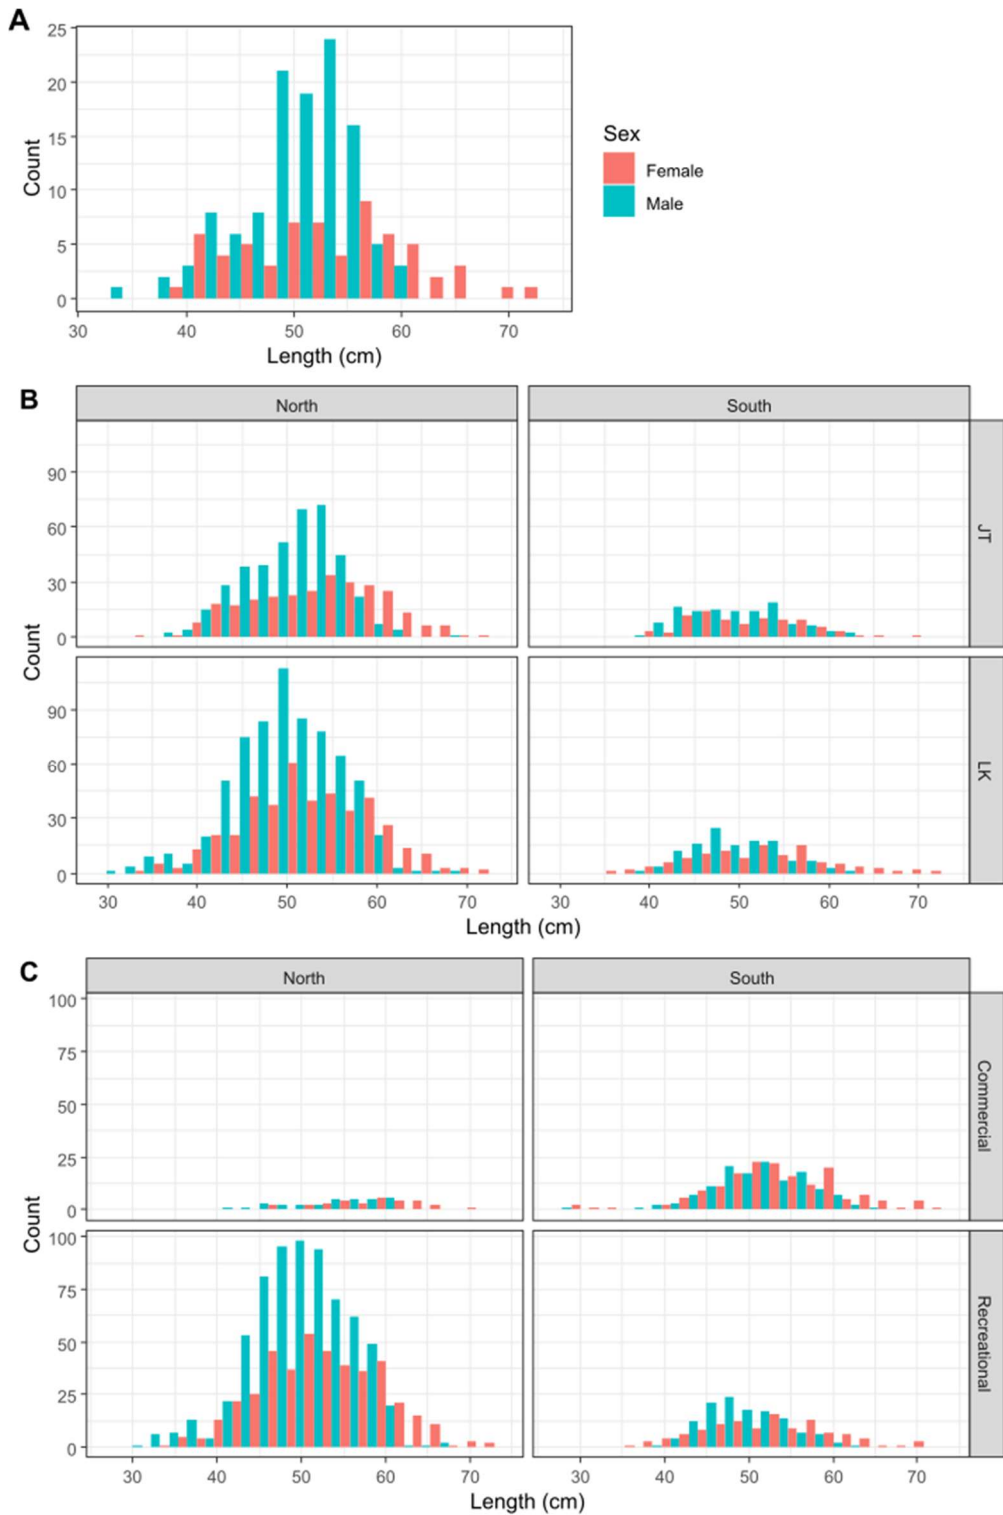 A
25
20
15
10
5
0
Count
30 40 50 60 70
Length (cm)
Sex
Female
Male
B
North South
90
60
30
0
JT
Count
90
60
30
0
LK
30 40 50 60 70 30 40 50 60 70
Length (cm)
C
North South
100
75
50
25
0
Commercial
Count
100
75
50
25
0
Recreational
30 40 50 60 70 30 40 50 60 70
Length (cm)